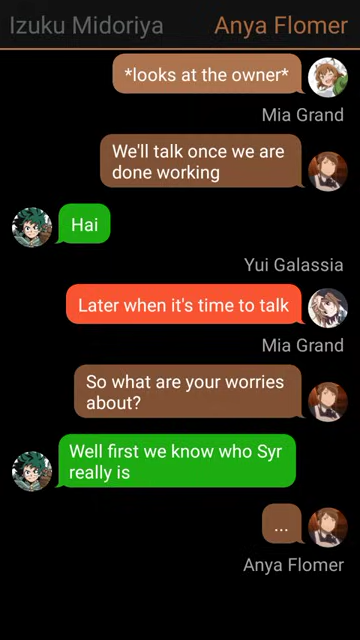 Izuku Midoriya
Anya Flomer
*looks at the owner*
Mia Grand
We'll talk once we are
done working
Hai
Yui Galassia
Later when it's time to talk
Mia Grand
So what are your worries
about?
Well first we know who Syr
really is
...
Anya Flomer